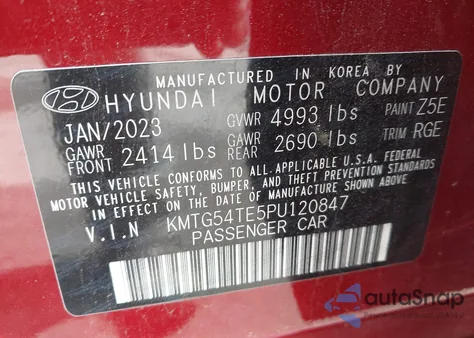 MANUFACTURED IN KOREA BY
HYUNDAI MOTOR COMPANY
JAN/2023 GVWR 4993 lbs PAINT Z5E
GAWR FRONT 2414 lbs GAWR REAR 2690 lbs TRIM RGE
THIS VEHICLE CONFORMS TO ALL APPLICABLE U.S.A. FEDERAL
MOTOR VEHICLE SAFETY, BUMPER, AND THEFT PREVENTION STANDARDS
IN EFFECT ON THE DATE OF MANUFACTURE SHOWN ABOVE.
V.I.N KMTG54TE5PU120847
PASSENGER CAR
autoSnap